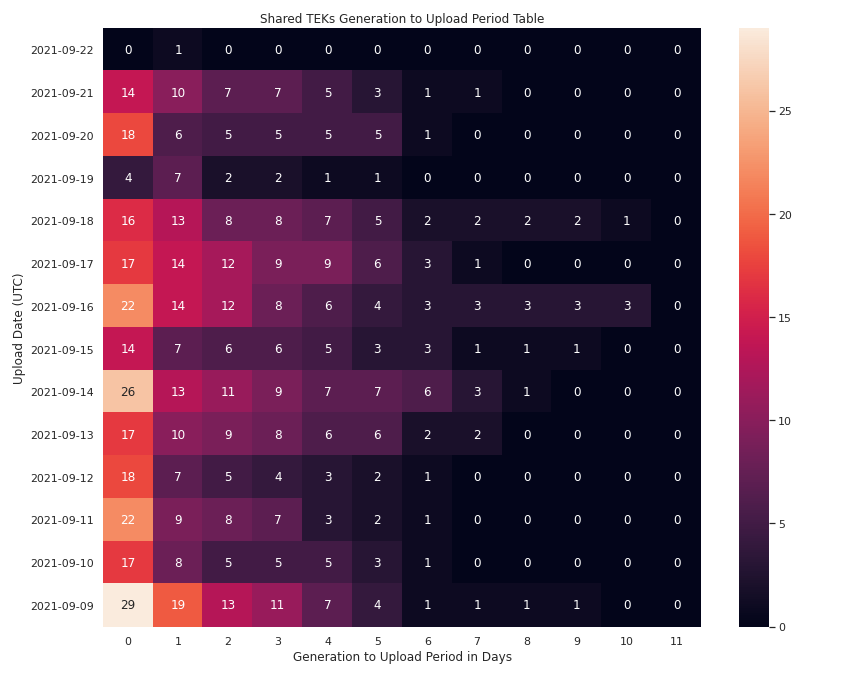 Shared TEKs Generation to Upload Period Table
Upload Date (UTC)
2021-09-22 0 1 0 0 0 0 0 0 0 0 0 0
2021-09-21 14 10 7 7 5 3 1 1 0 0 0 0
2021-09-20 18 6 5 5 5 5 1 0 0 0 0 0
2021-09-19 4 7 2 2 1 1 0 0 0 0 0 0
2021-09-18 16 13 8 8 7 5 2 2 2 2 1 0
2021-09-17 17 14 12 9 9 6 3 1 0 0 0 0
2021-09-16 22 14 12 8 6 4 3 3 3 3 3 0
2021-09-15 14 7 6 6 5 3 3 1 1 1 0 0
2021-09-14 26 13 11 9 7 7 6 3 1 0 0 0
2021-09-13 17 10 9 8 6 6 2 2 0 0 0 0
2021-09-12 18 7 5 4 3 2 1 0 0 0 0 0
2021-09-11 22 9 8 7 3 2 1 0 0 0 0 0
2021-09-10 17 8 5 5 5 3 1 0 0 0 0 0
2021-09-09 29 19 13 11 7 4 1 1 1 1 0 0
0 1 2 3 4 5 6 7 8 9 10 11
Generation to Upload Period in Days
25
20
15
10
5
0